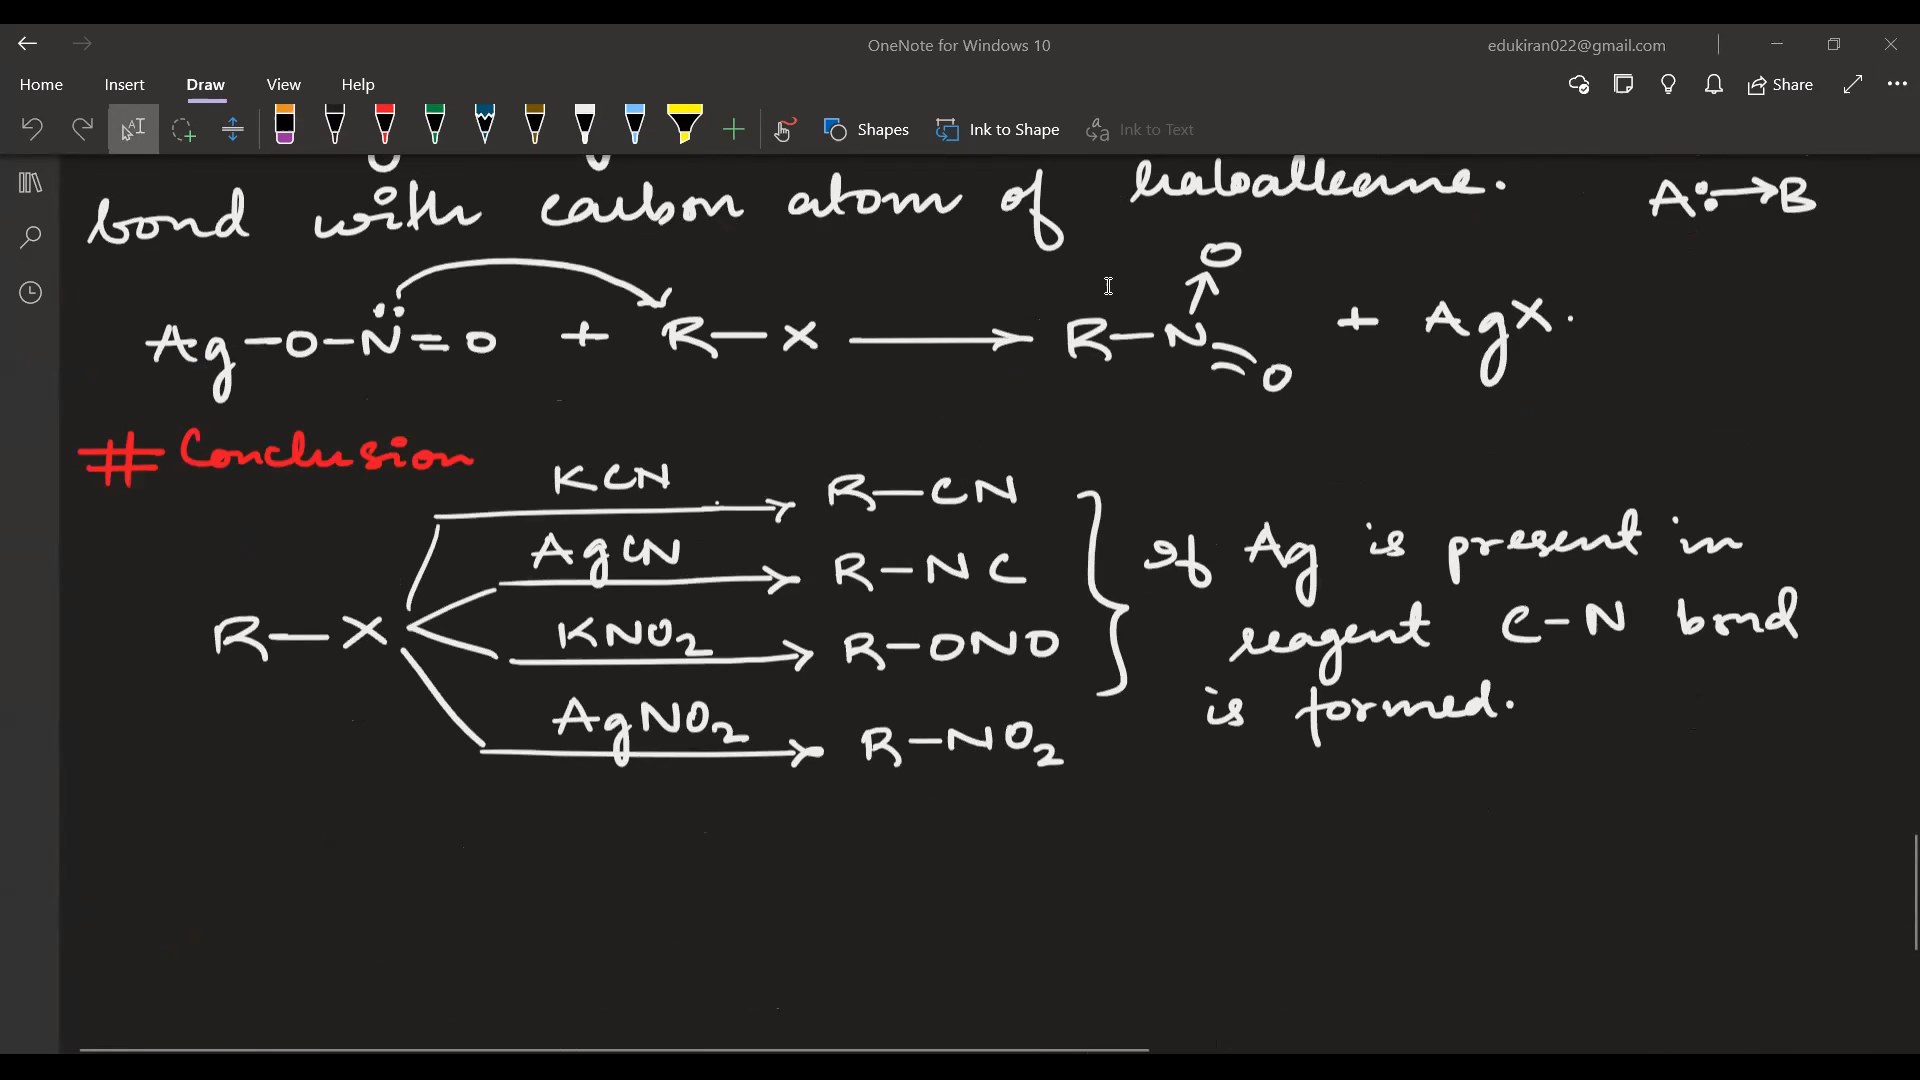 OneNote for Windows 10
edukiran022@gmail.com
Home Insert Draw View Help
Share
Shapes Ink to Shape Ink to Text
bond with carbon atom of haloalkane. A:→B
O
Ag-O-N̈=O + R-X → R-N=O + AgX.
# Conclusion
KCN R-CN
AgCN R-NC
If Ag is present in
R-X
KNO₂ R-ONO
reagent C-N bond
is formed.
AgNO₂ R-NO₂